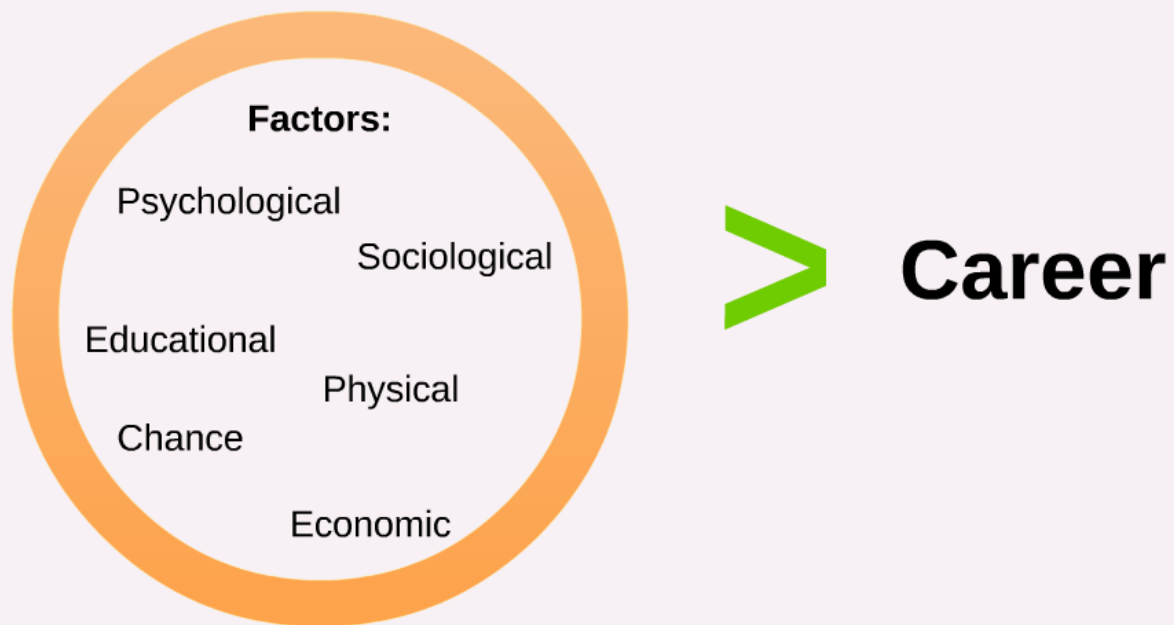 Factors:
Psychological
Sociological
Educational
Physical
Chance
Economic
>
Career